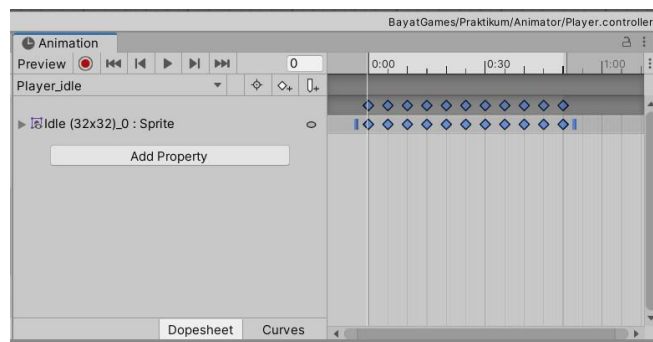 BayatGames/Praktikum/Animator/Player.controller
Animation
Preview 0 0:00 0:30 1:00
Player_idle
Idle (32x32)_0 : Sprite
Add Property
Dopesheet Curves